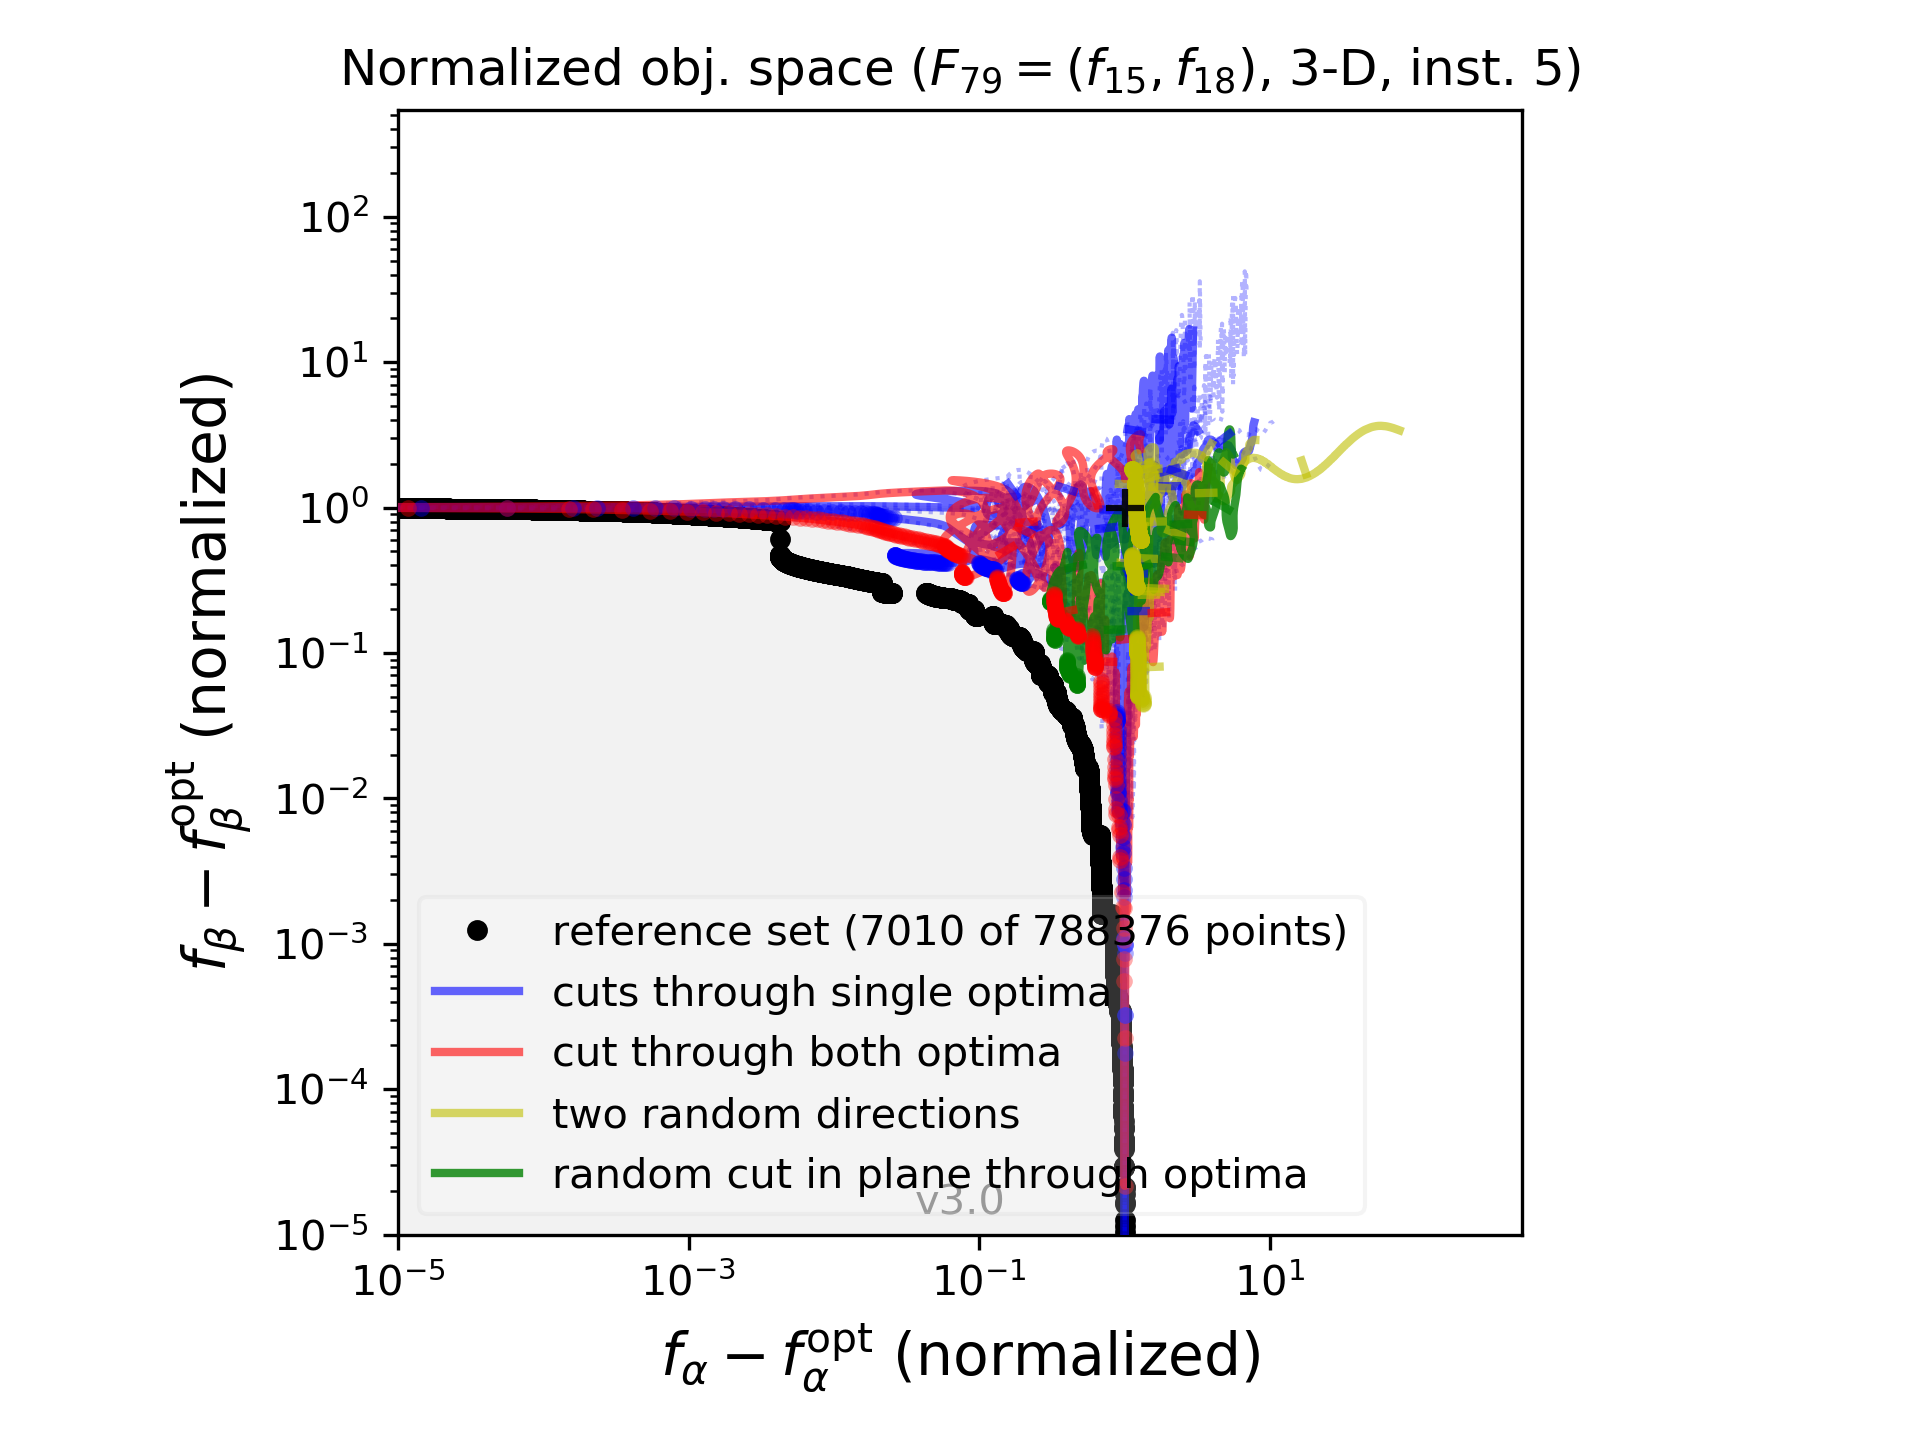 Normalized obj. space (F₇₉ = (f₁₅, f₁₈), 3-D, inst. 5)
f_β − f_β^opt (normalized)
10²
10¹
10⁰
10⁻¹
10⁻²
10⁻³
10⁻⁴
10⁻⁵
reference set (7010 of 788376 points)
cuts through single optima
cut through both optima
two random directions
random cut in plane through optima
v3.0
10⁻⁵ 10⁻³ 10⁻¹ 10¹
f_α − f_α^opt (normalized)